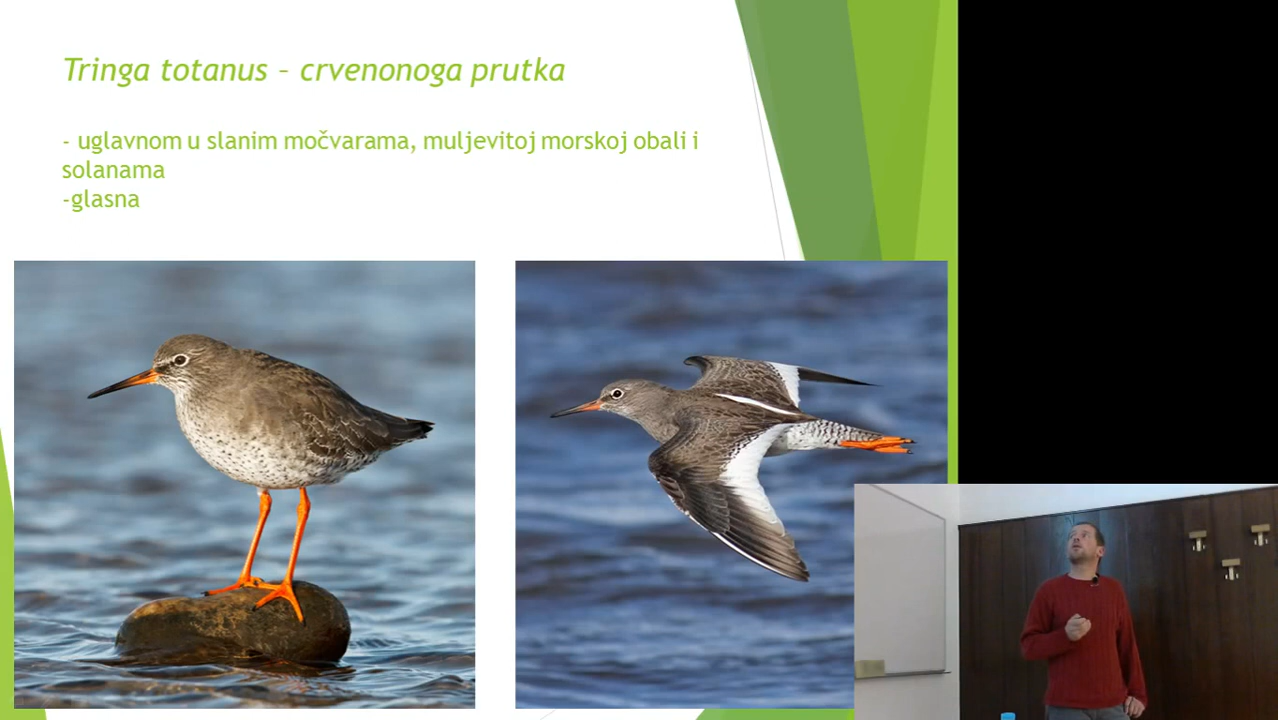 Tringa totanus – crvenonoga prutka
- uglavnom u slanim močvarama, muljevitoj morskoj obali i
solanama
-glasna